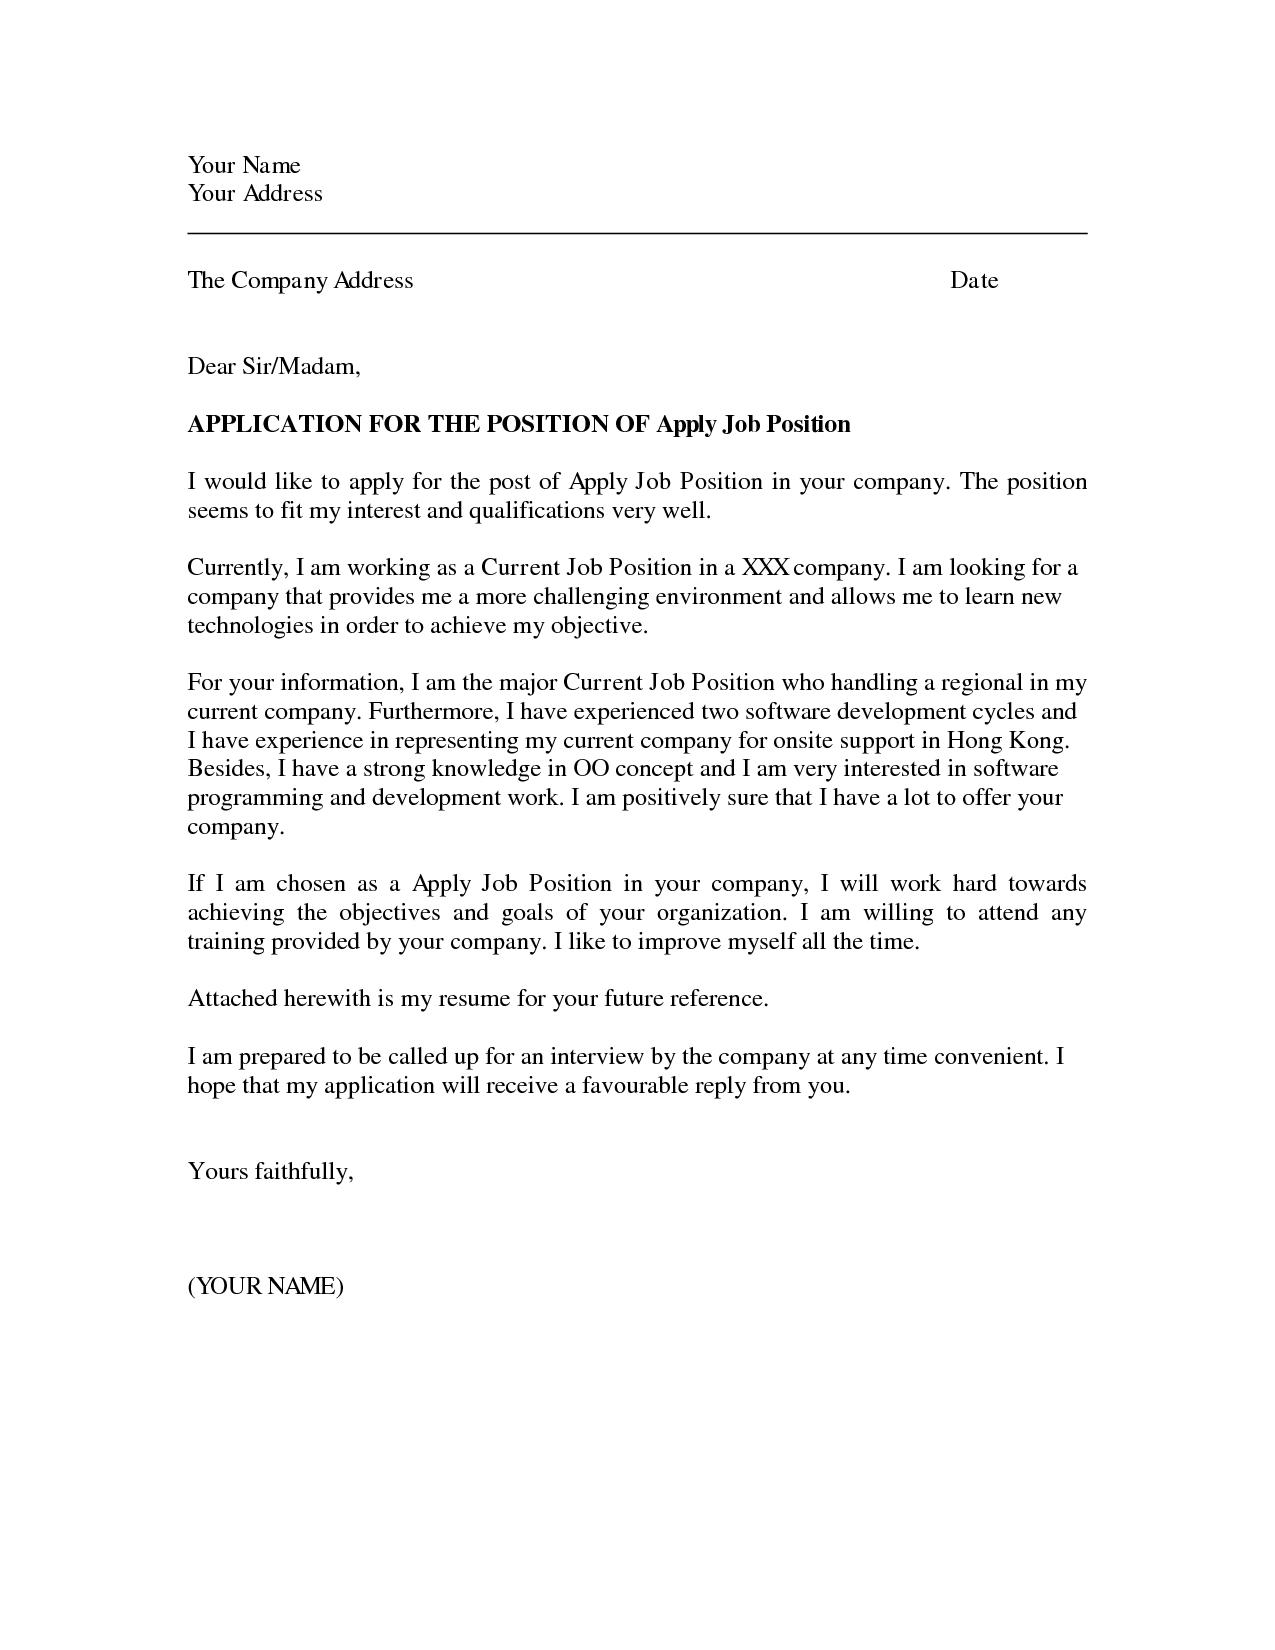 Your Name
Your Address
The Company Address Date
Dear Sir/Madam,
APPLICATION FOR THE POSITION OF Apply Job Position
I would like to apply for the post of Apply Job Position in your company. The position
seems to fit my interest and qualifications very well.
Currently, I am working as a Current Job Position in a XXX company. I am looking for a
company that provides me a more challenging environment and allows me to learn new
technologies in order to achieve my objective.
For your information, I am the major Current Job Position who handling a regional in my
current company. Furthermore, I have experienced two software development cycles and
I have experience in representing my current company for onsite support in Hong Kong.
Besides, I have a strong knowledge in OO concept and I am very interested in software
programming and development work. I am positively sure that I have a lot to offer your
company.
If I am chosen as a Apply Job Position in your company, I will work hard towards
achieving the objectives and goals of your organization. I am willing to attend any
training provided by your company. I like to improve myself all the time.
Attached herewith is my resume for your future reference.
I am prepared to be called up for an interview by the company at any time convenient. I
hope that my application will receive a favourable reply from you.
Yours faithfully,
(YOUR NAME)